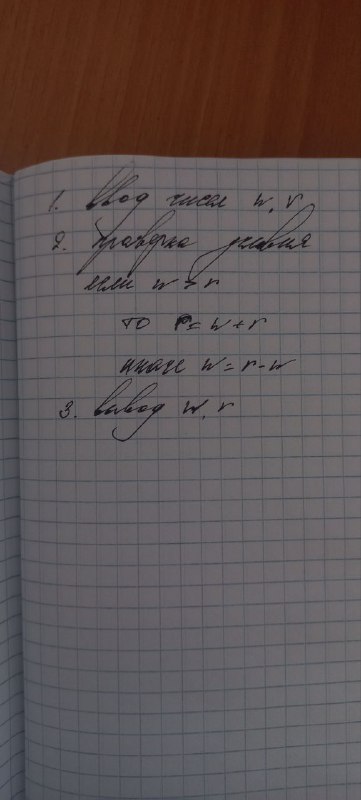 1. Ввод чисел w, r
2. Проверка условия
если w > r
то r = w + r
иначе w = r - w
3. Вывод w, r